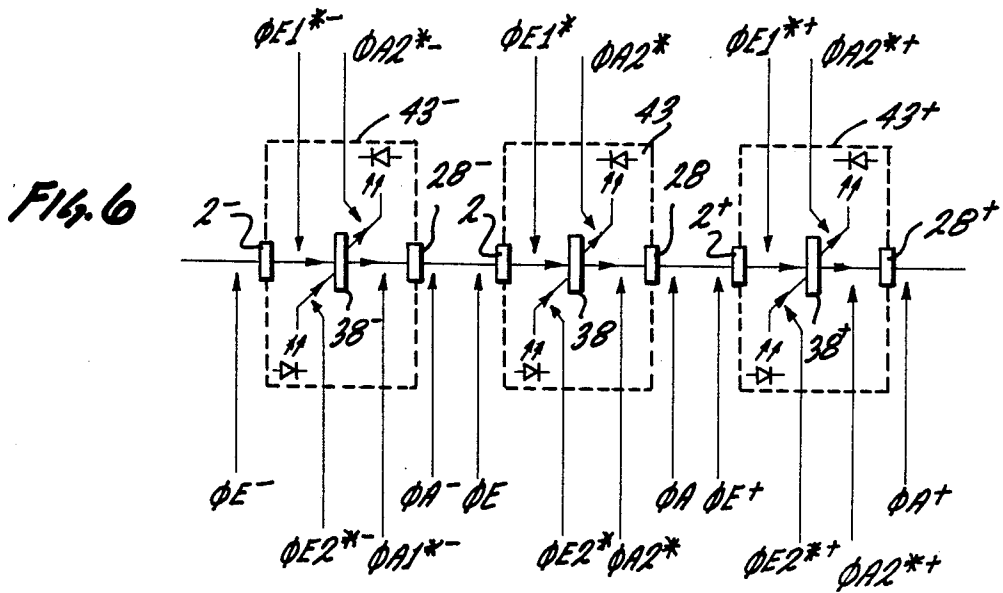 ΦE1*- ΦA2*- ΦE1* ΦA2* ΦE1*+ ΦA2*+
43- 43 43+
FIG. 6 2- 28- 2 28 2+ 28+
38- 38 38+
ΦE- ΦA- ΦE ΦA ΦE+ ΦA+
ΦE2*- ΦA1*- ΦE2* ΦA2* ΦE2*+ ΦA2*+